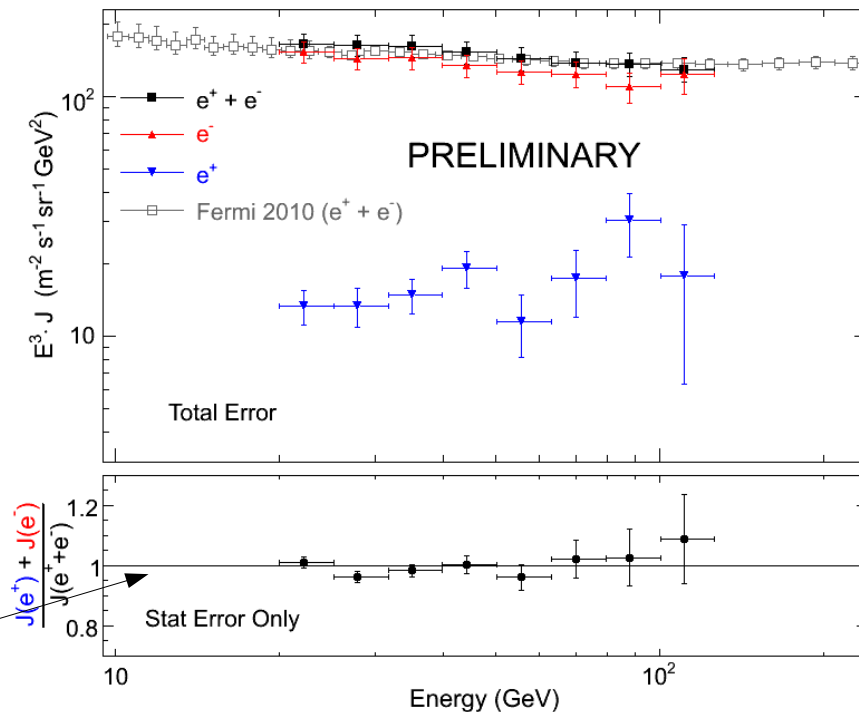 10²
10
E³· J (m⁻² s⁻¹ sr⁻¹ GeV²)
e⁺ + e⁻
e⁻
e⁺
Fermi 2010 (e⁺ + e⁻)
PRELIMINARY
Total Error
1.2
1
0.8
J(e⁺) + J(e⁻)
J(e⁺+e⁻)
Stat Error Only
10
10²
Energy (GeV)